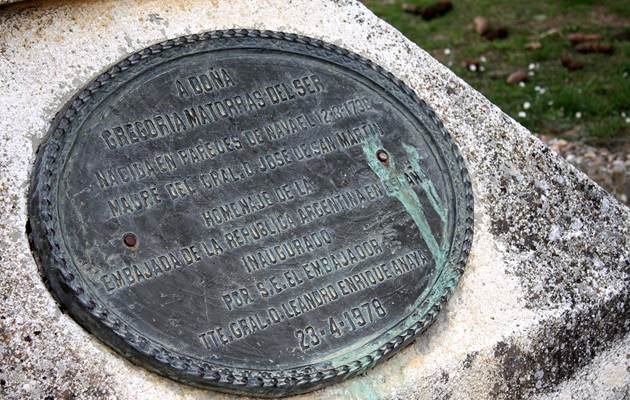 A DOÑA
GREGORIA MATORRAS DEL SER
NACIDA EN PAREDES DE NAVA EL 12-3-1738
MADRE DEL GRAL. D. JOSE DE SAN MARTIN
HOMENAJE DE LA
EMBAJADA DE LA REPUBLICA ARGENTINA EN ESPAÑA
INAUGURADO
POR S.E. EL EMBAJADOR
TTE. GRAL. D. LEANDRO ENRIQUE ANAYA
23-4-1978